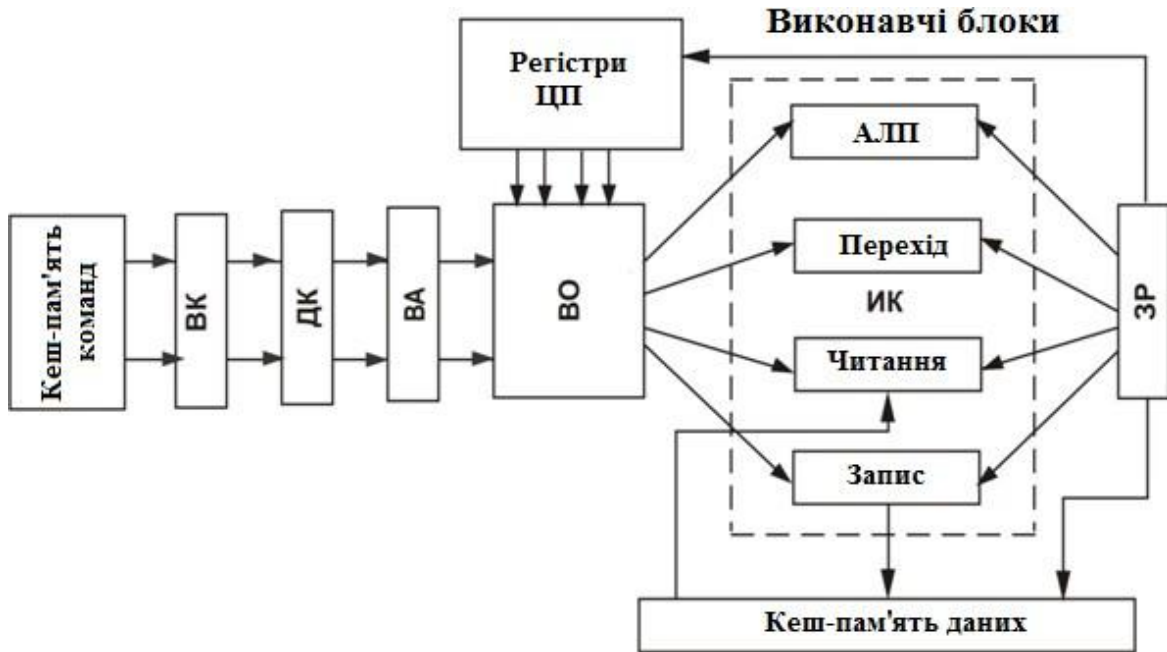 Виконавчі блоки
Регістри
ЦП
АЛП
Кеш-пам'ять
команд
ВК
ДК
ВА
ВО
Перехід
ИК
ЗР
Читання
Запис
Кеш-пам'ять даних